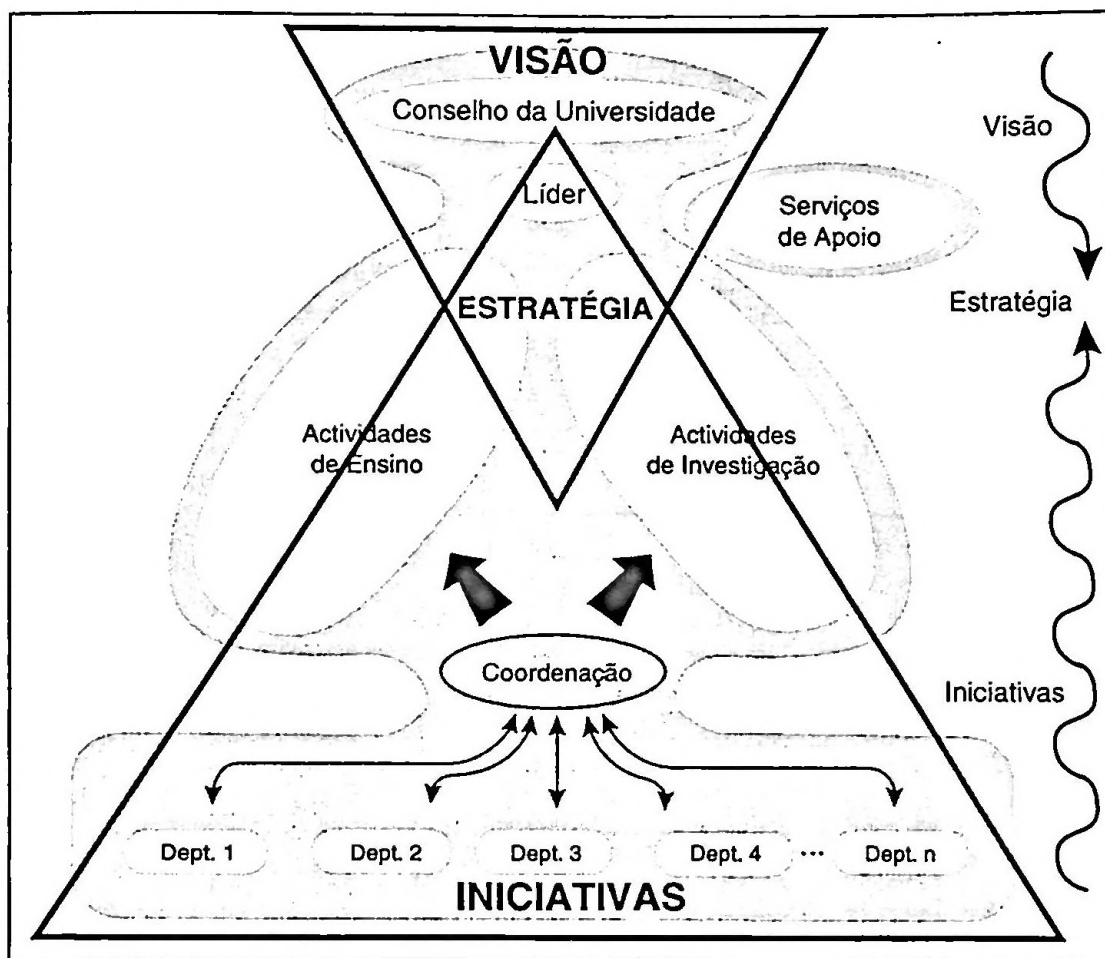 VISÃO
Conselho da Universidade
Visão
Líder
Serviços
de Apoio
ESTRATÉGIA
Estratégia
Actividades
de Ensino
Actividades
de Investigação
Coordenação
Iniciativas
Dept. 1
Dept. 2
Dept. 3
Dept. 4
...
Dept. n
INICIATIVAS